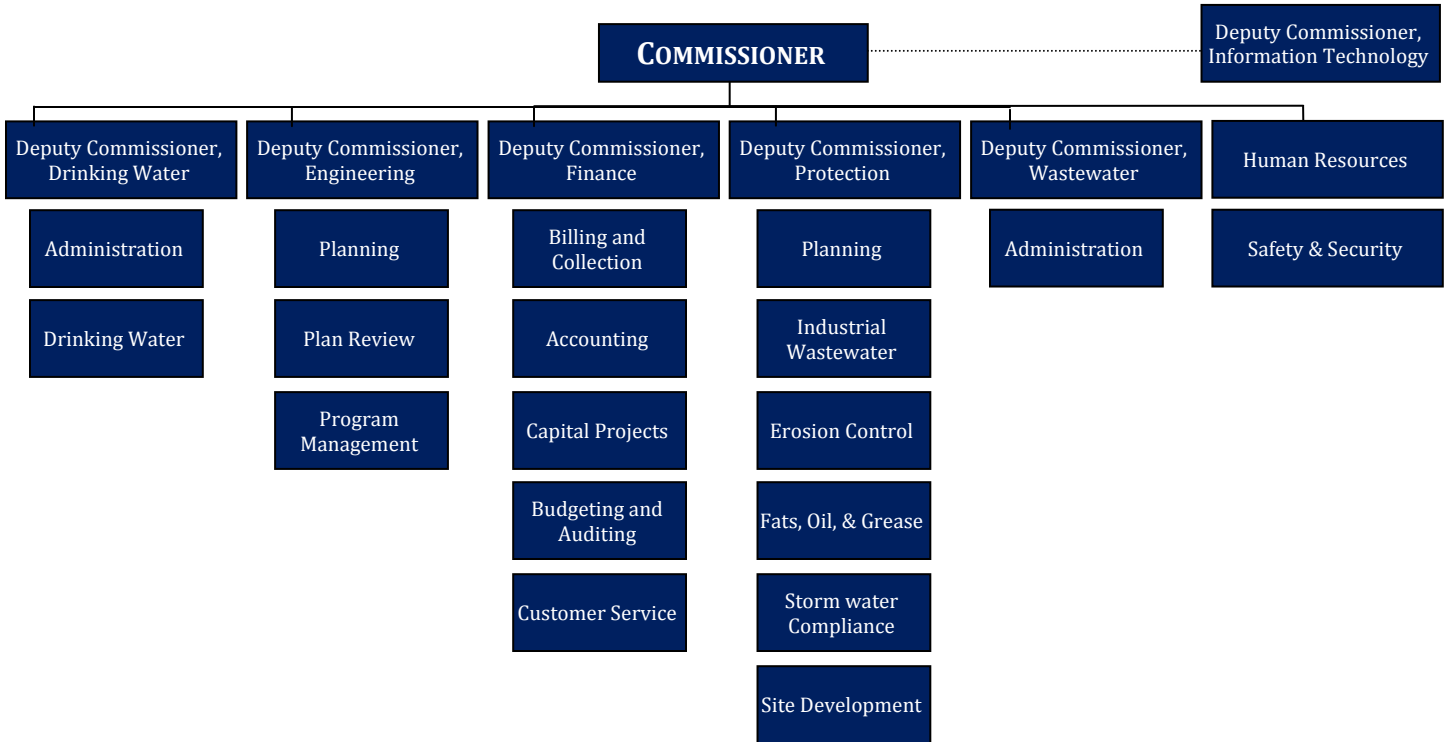 COMMISSIONER
Deputy Commissioner,
Information Technology
Deputy Commissioner,
Drinking Water
Deputy Commissioner,
Engineering
Deputy Commissioner,
Finance
Deputy Commissioner,
Protection
Deputy Commissioner,
Wastewater
Human Resources
Administration
Planning
Billing and
Collection
Planning
Administration
Safety & Security
Drinking Water
Plan Review
Accounting
Industrial
Wastewater
Program
Management
Capital Projects
Erosion Control
Budgeting and
Auditing
Fats, Oil, & Grease
Customer Service
Storm water
Compliance
Site Development